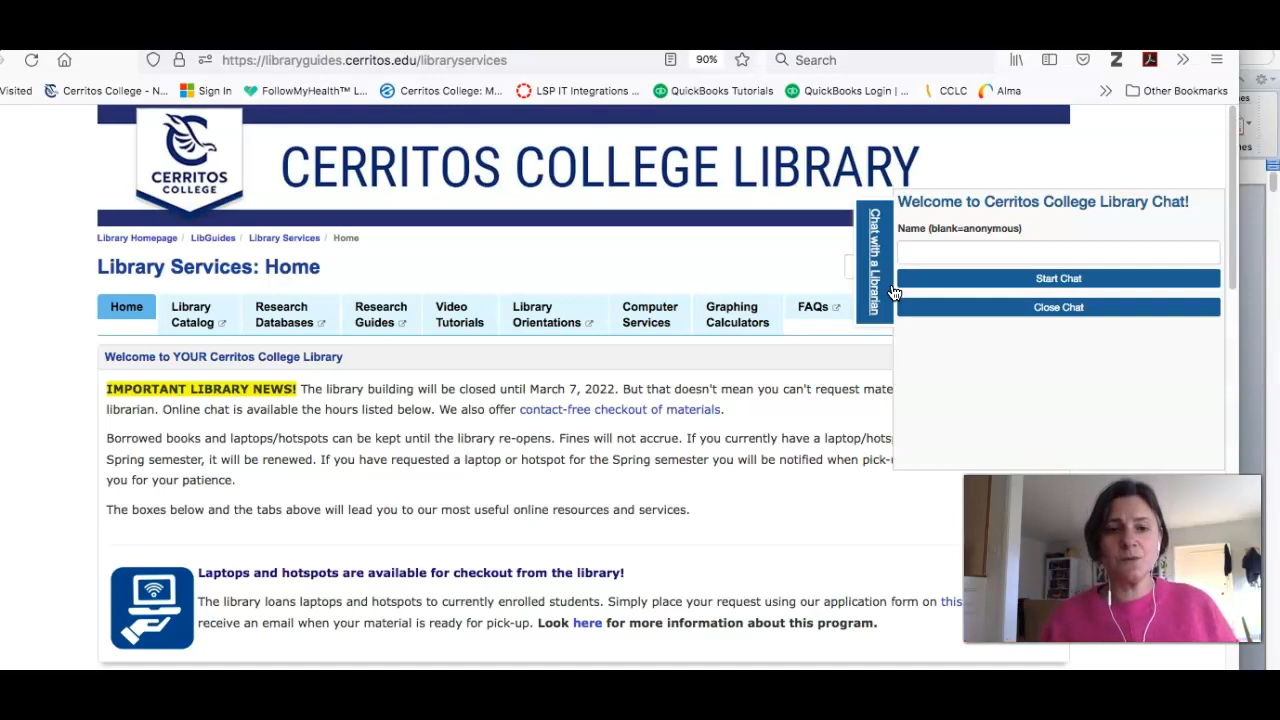 https://libraryguides.cerritos.edu/libraryservices 90% Search
Visited Cerritos College - N... Sign In FollowMyHealth™ L... Cerritos College: M... LSP IT Integrations ... QuickBooks Tutorials QuickBooks Login | ... CCLC Alma Other Bookmarks
CERRITOS COLLEGE
CERRITOS COLLEGE LIBRARY
Library Homepage LibGuides Library Services Home
Library Services: Home
Home
Library Catalog
Research Databases
Research Guides
Video Tutorials
Library Orientations
Computer Services
Graphing Calculators
FAQs
Chat with a Librarian
Welcome to Cerritos College Library Chat!
Name (blank=anonymous)
Start Chat
Close Chat
Welcome to YOUR Cerritos College Library
IMPORTANT LIBRARY NEWS! The library building will be closed until March 7, 2022. But that doesn't mean you can't request mate
librarian. Online chat is available the hours listed below. We also offer contact-free checkout of materials.
Borrowed books and laptops/hotspots can be kept until the library re-opens. Fines will not accrue. If you currently have a laptop/hots
Spring semester, it will be renewed. If you have requested a laptop or hotspot for the Spring semester you will be notified when pick-
you for your patience.
The boxes below and the tabs above will lead you to our most useful online resources and services.
Laptops and hotspots are available for checkout from the library!
The library loans laptops and hotspots to currently enrolled students. Simply place your request using our application form on this
receive an email when your material is ready for pick-up. Look here for more information about this program.